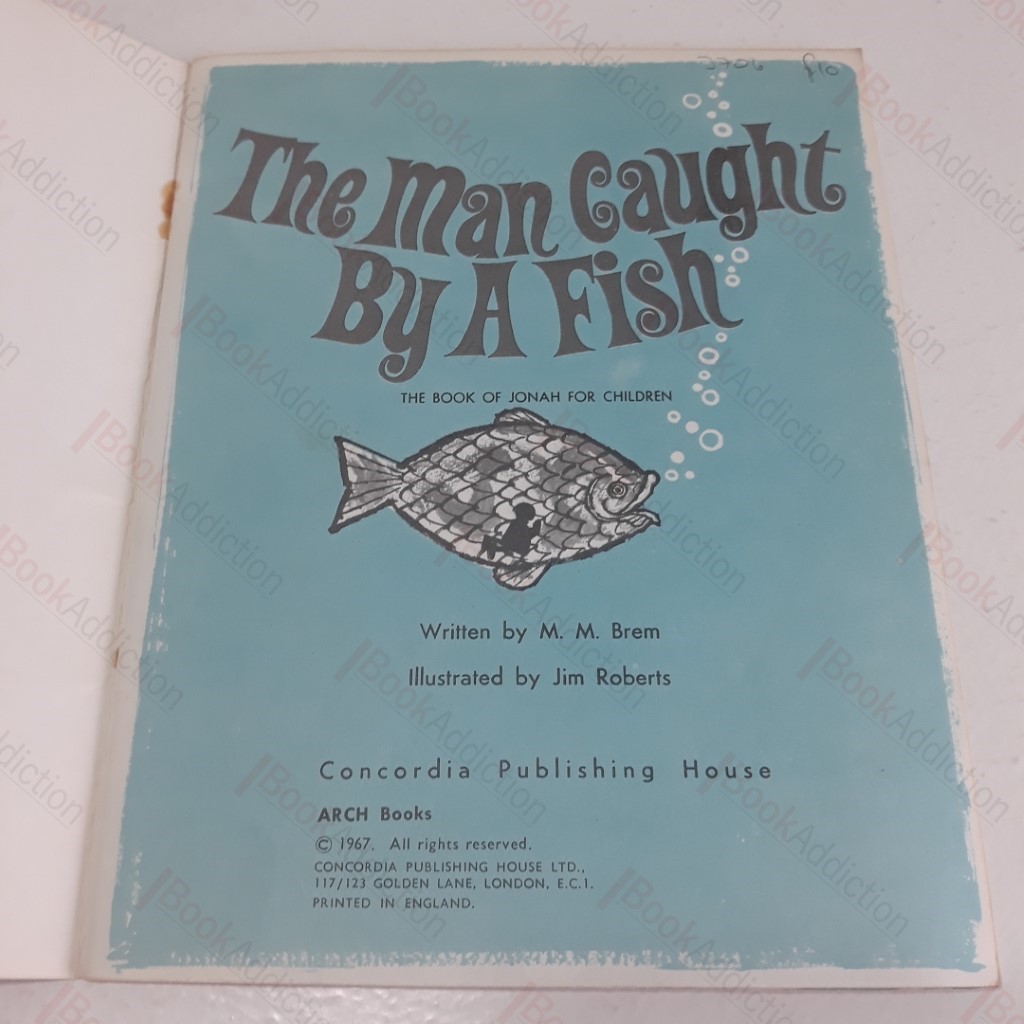 £10
The Man Caught
By A Fish
THE BOOK OF JONAH FOR CHILDREN
Written by M. M. Brem
Illustrated by Jim Roberts
Concordia Publishing House
ARCH Books
© 1967. All rights reserved.
CONCORDIA PUBLISHING HOUSE LTD.,
117/123 GOLDEN LANE, LONDON, E.C.1.
PRINTED IN ENGLAND.
BookAddiction